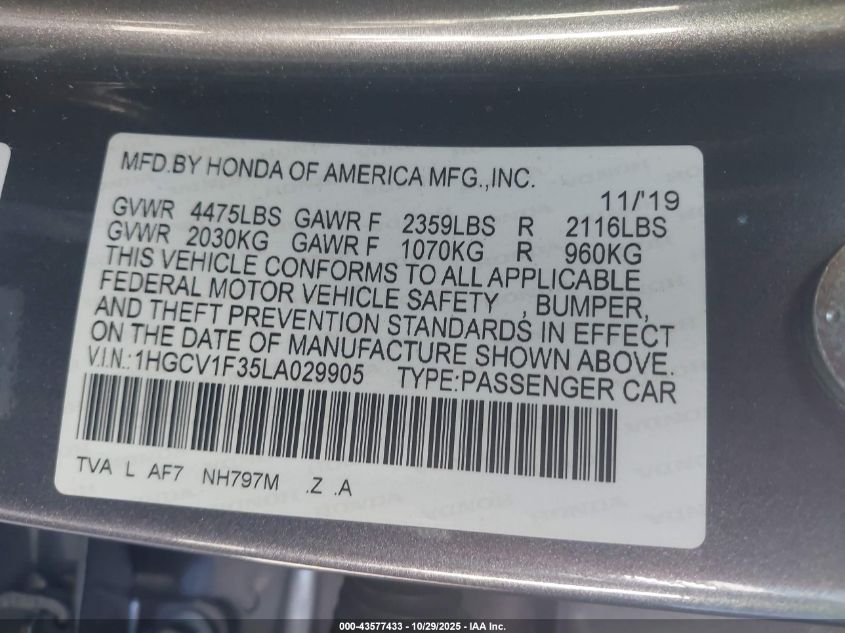 MFD.BY HONDA OF AMERICA MFG.,INC.
11/'19
GVWR 4475LBS GAWR F 2359LBS R 2116LBS
GVWR 2030KG GAWR F 1070KG R 960KG
THIS VEHICLE CONFORMS TO ALL APPLICABLE
FEDERAL MOTOR VEHICLE SAFETY , BUMPER,
AND THEFT PREVENTION STANDARDS IN EFFECT
ON THE DATE OF MANUFACTURE SHOWN ABOVE.
V.I.N.:1HGCV1F35LA029905 TYPE:PASSENGER CAR
TVA L AF7 NH797M .Z .A
000-43577433 - 10/29/2025 - IAA Inc.